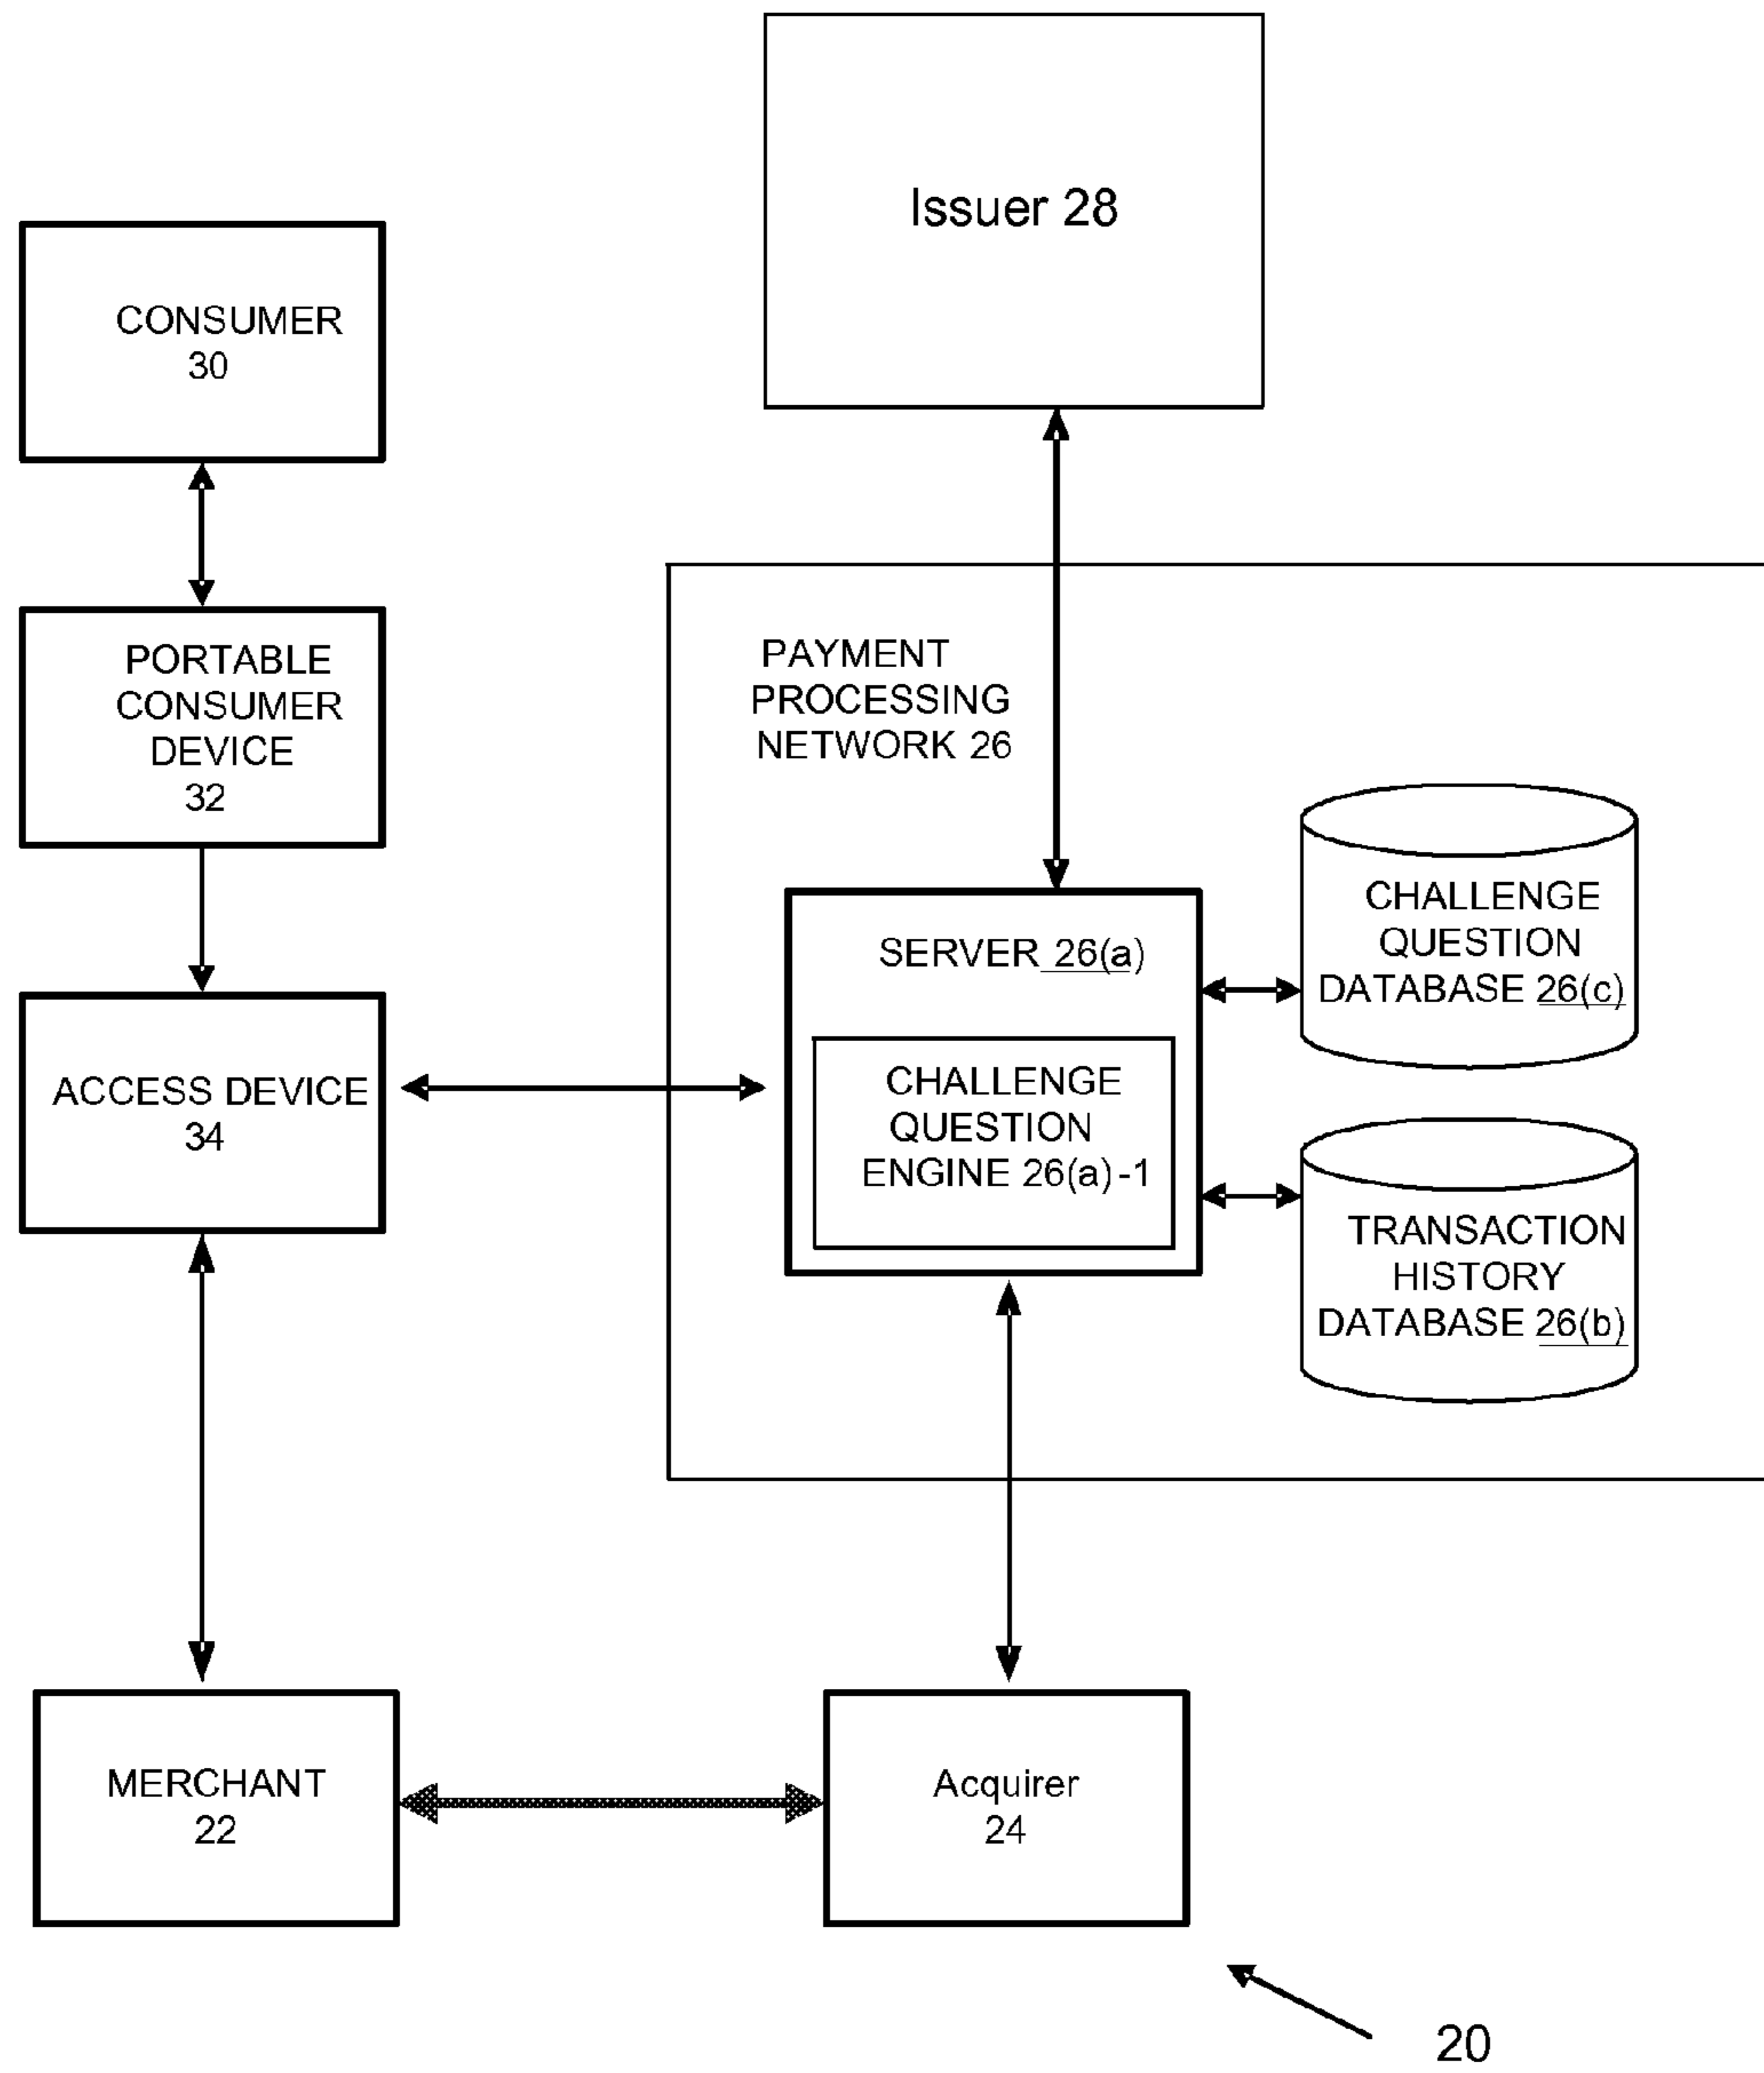 Issuer 28
CONSUMER
30
PORTABLE
CONSUMER
DEVICE
32
PAYMENT
PROCESSING
NETWORK 26
ACCESS DEVICE
34
SERVER 26(a)
CHALLENGE
QUESTION
ENGINE 26(a)-1
CHALLENGE
QUESTION
DATABASE 26(c)
TRANSACTION
HISTORY
DATABASE 26(b)
MERCHANT
22
Acquirer
24
20